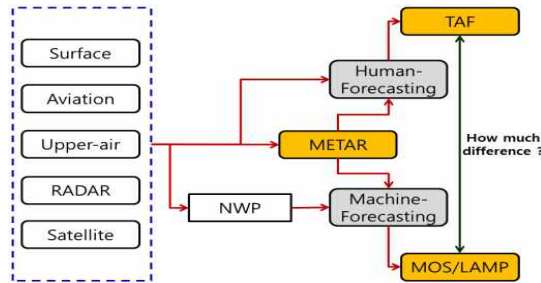 Surface
Aviation
Upper-air
RADAR
Satellite
NWP
METAR
Human-
Forecasting
Machine-
Forecasting
TAF
How much
difference ?
MOS/LAMP